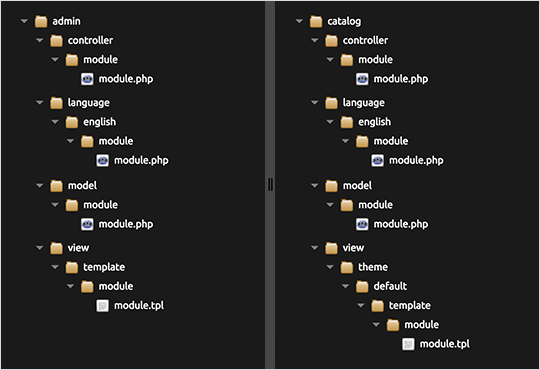 admin
controller
module
module.php
language
english
module
module.php
model
module
module.php
view
template
module
module.tpl
catalog
controller
module
module.php
language
english
module
module.php
model
module
module.php
view
theme
default
template
module
module.tpl